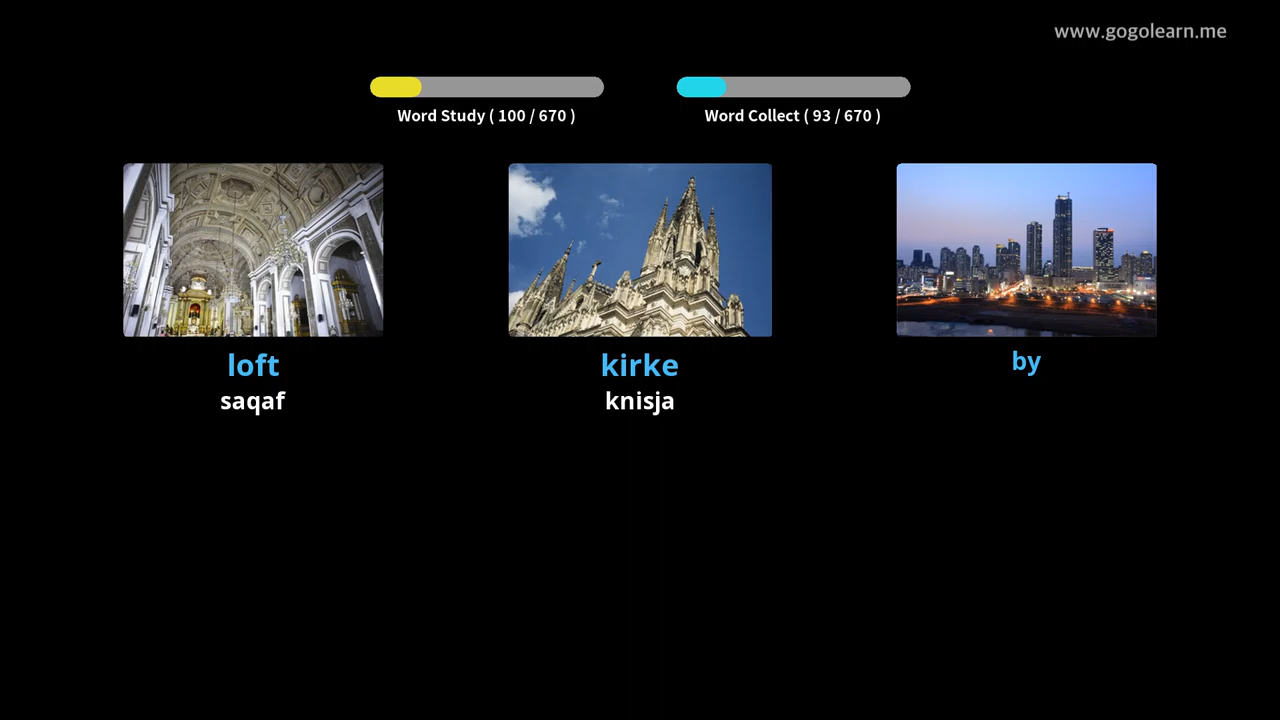 www.gogolearn.me
Word Study ( 100 / 670 )
Word Collect ( 93 / 670 )
loft
kirke
by
saqaf
knisja